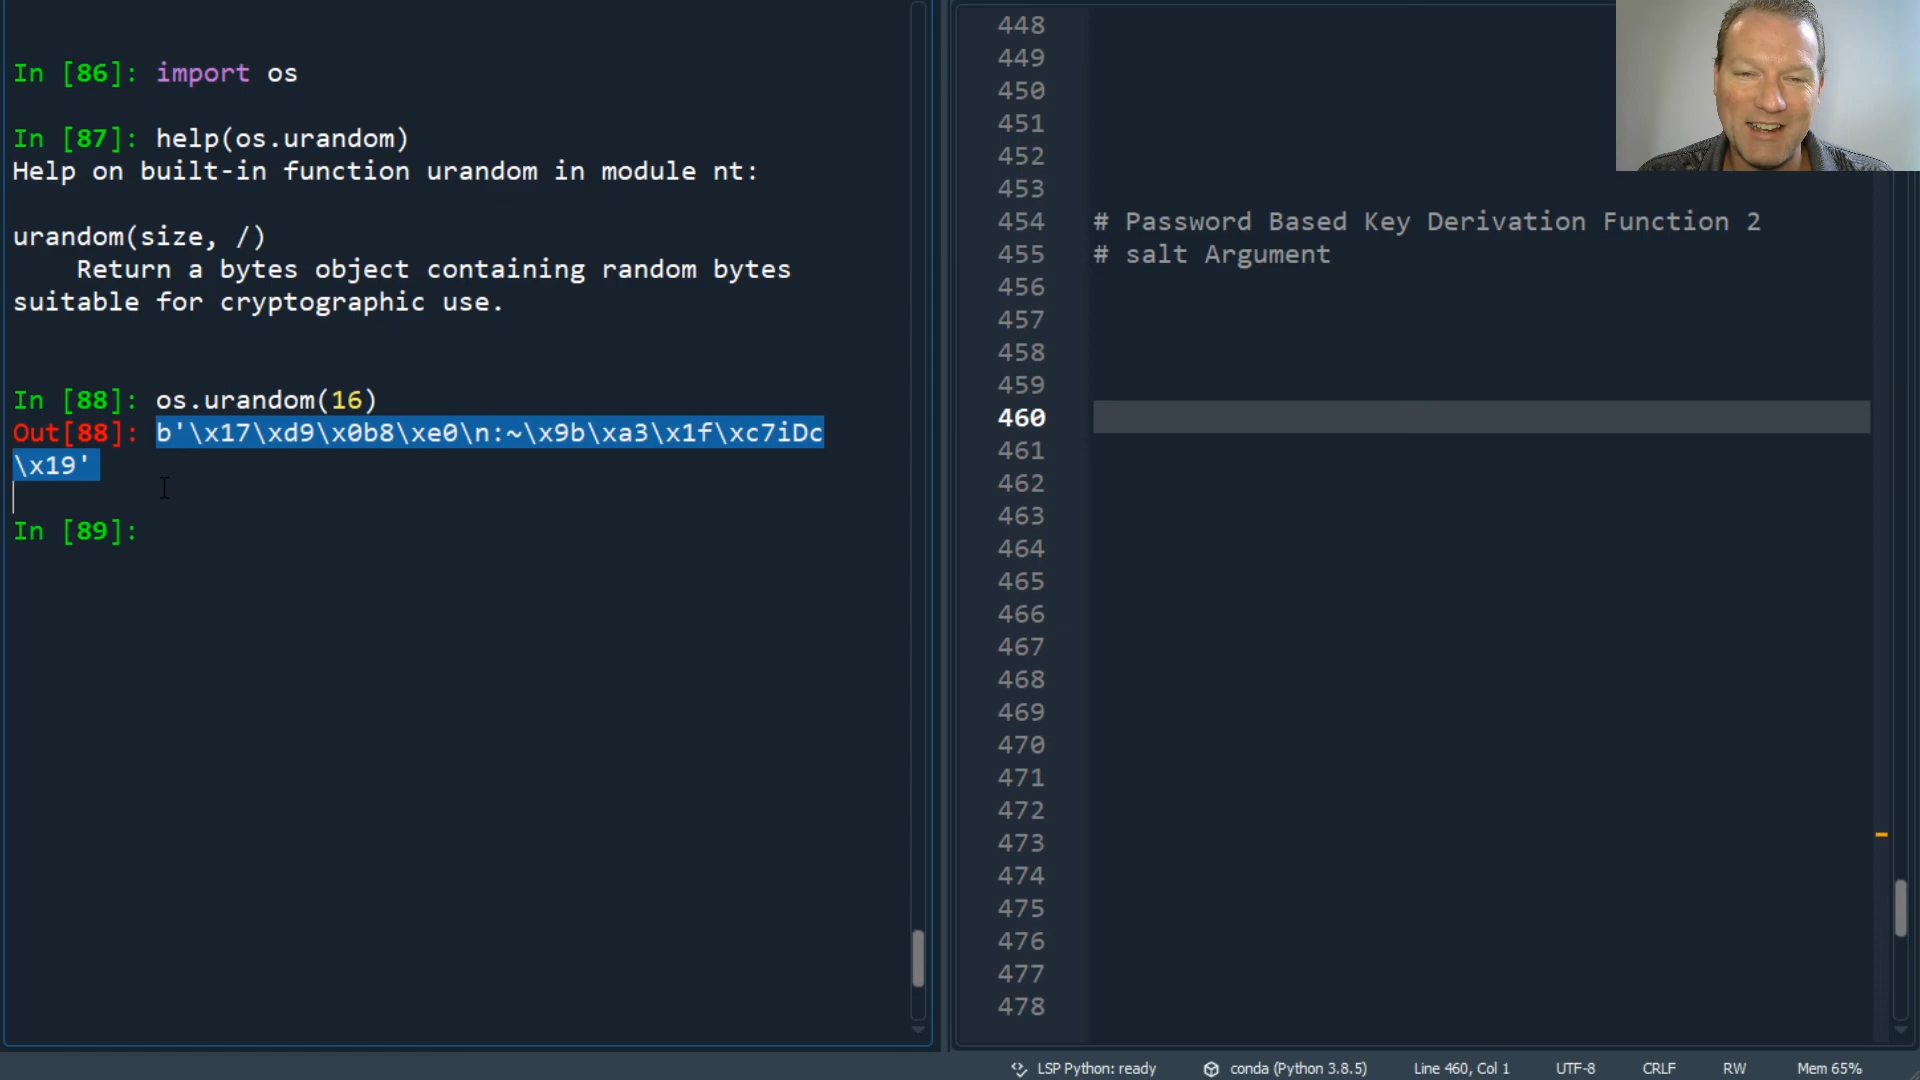 In [86]: import os
In [87]: help(os.urandom)
Help on built-in function urandom in module nt:
urandom(size, /)
Return a bytes object containing random bytes
suitable for cryptographic use.
In [88]: os.urandom(16)
Out[88]: b'\x17\xd9\x0b8\xe0\n:~\x9b\xa3\x1f\xc7iDc
\x19'
In [89]:
448
449
450
451
452
453
454 # Password Based Key Derivation Function 2
455 # salt Argument
456
457
458
459
460
461
462
463
464
465
466
467
468
469
470
471
472
473
474
475
476
477
478
LSP Python: ready conda (Python 3.8.5) Line 460, Col 1 UTF-8 CRLF RW Mem 65%